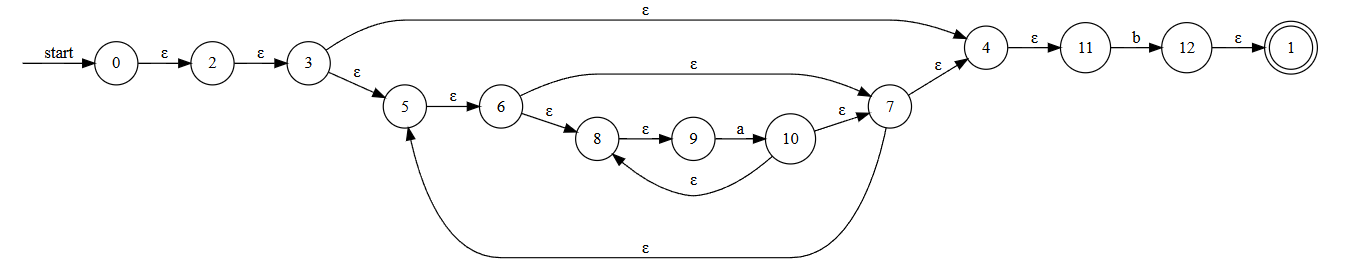 ε
start 0 ε 2 ε 3 4 ε 11 b 12 ε 1
ε ε ε
5 ε 6 7
ε ε
8 ε 9 a 10
ε
ε